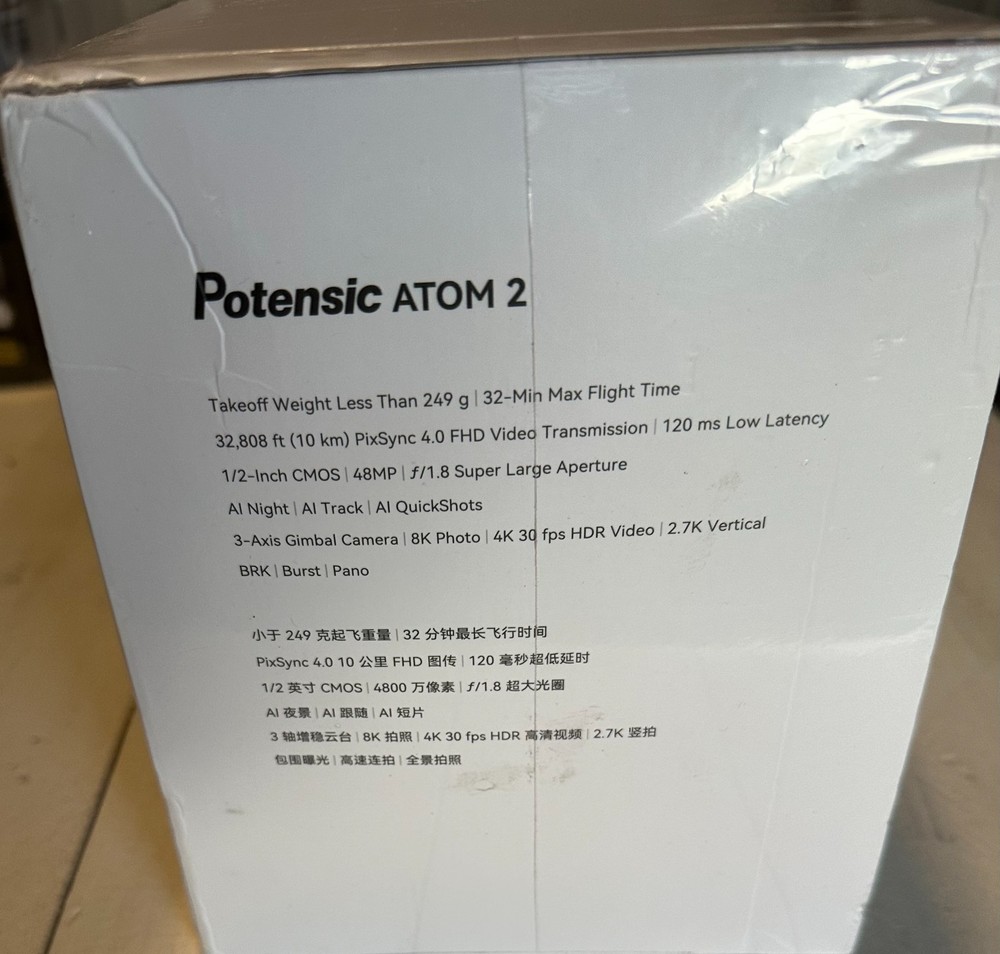 Potensic ATOM 2
Takeoff Weight Less Than 249 g | 32-Min Max Flight Time
32,808 ft (10 km) PixSync 4.0 FHD Video Transmission | 120 ms Low Latency
1/2-Inch CMOS | 48MP | ƒ/1.8 Super Large Aperture
AI Night | AI Track | AI QuickShots
3-Axis Gimbal Camera | 8K Photo | 4K 30 fps HDR Video | 2.7K Vertical
BRK | Burst | Pano
小于 249 克起飞重量 | 32 分钟最长飞行时间
PixSync 4.0 10 公里 FHD 图传 | 120 毫秒超低延时
1/2 英寸 CMOS | 4800 万像素 | ƒ/1.8 超大光圈
AI 夜景 | AI 跟随 | AI 短片
3 轴增稳云台 | 8K 拍照 | 4K 30 fps HDR 高清视频 | 2.7K 竖拍
包围曝光 | 高速连拍 | 全景拍照